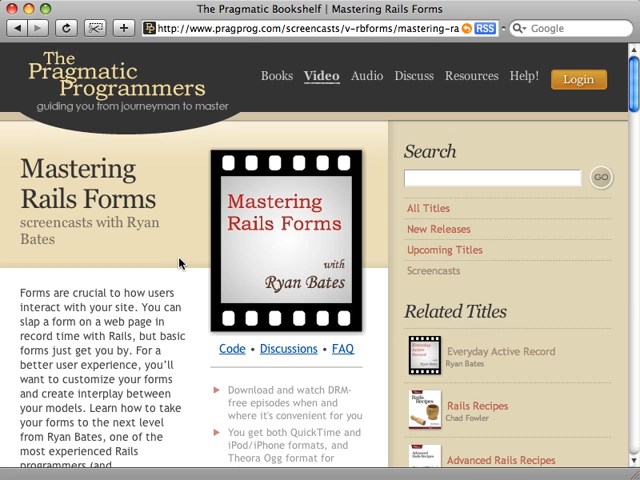 The Pragmatic Bookshelf | Mastering Rails Forms
http://www.pragprog.com/screencasts/v-rbforms/mastering-ra
RSS
Google
The
Pragmatic
Programmers
guiding you from journeyman to master
Books Video Audio Discuss Resources Help!
Login
Mastering
Rails Forms
screencasts with Ryan
Bates
Forms are crucial to how users
interact with your site. You can
slap a form on a web page in
record time with Rails, but basic
forms just get you by. For a
better user experience, you'll
want to customize your forms
and create interplay between
your models. Learn how to take
your forms to the next level
from Ryan Bates, one of the
most experienced Rails
programmers (and
Mastering
Rails Forms
with
Ryan Bates
Code • Discussions • FAQ
Download and watch DRM-
free episodes when and
where it's convenient for you
You get both QuickTime and
iPod/iPhone formats, and
Theora Ogg format for
Search
GO
All Titles
New Releases
Upcoming Titles
Screencasts
Related Titles
Everyday Active Record
Ryan Bates
Rails Recipes
Chad Fowler
Advanced Rails Recipes